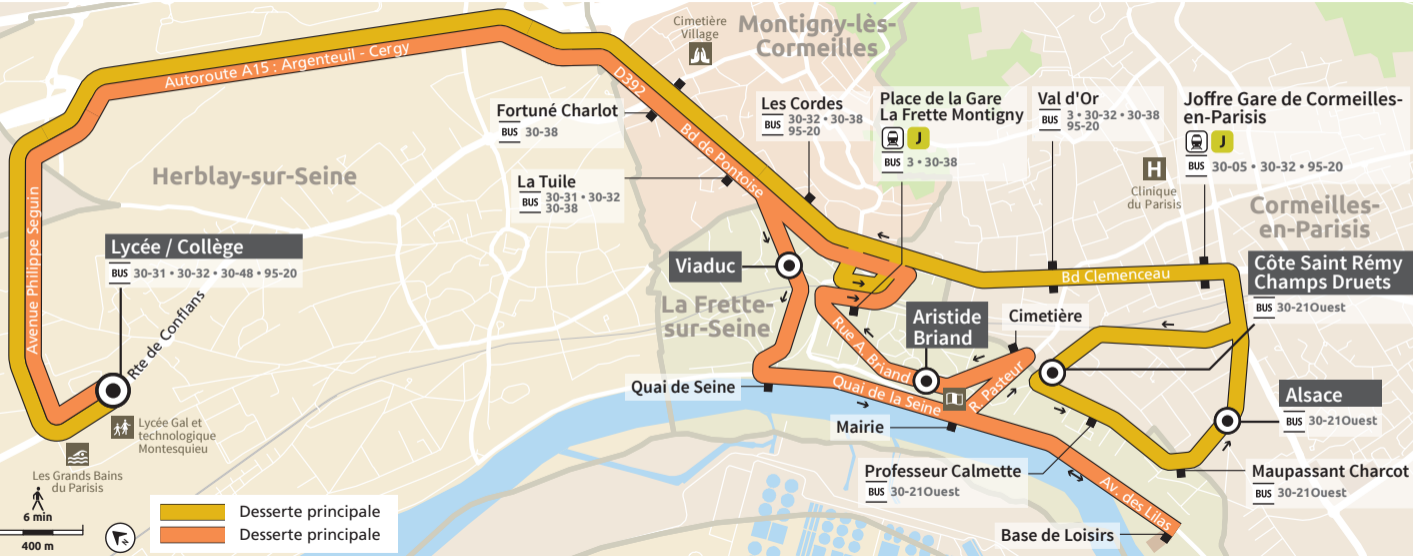 Cimetière
Village
Montigny-lès-
Cormeilles
Autoroute A15 : Argenteuil - Cergy
D392
Fortuné Charlot
BUS 30-38
Les Cordes
BUS 30-32 • 30-38
95-20
Place de la Gare
La Frette Montigny
J
BUS 3 • 30-38
Val d'Or
BUS 3 • 30-32 • 30-38
95-20
Joffre Gare de Cormeilles-
en-Parisis
J
BUS 30-05 • 30-32 • 95-20
H
Clinique
du Parisis
Bd de Pontoise
La Tuile
BUS 30-31 • 30-32
30-38
Herblay-sur-Seine
Cormeilles-
en-Parisis
Avenue Philippe Seguin
Lycée / Collège
BUS 30-31 • 30-32 • 30-48 • 95-20
Rte de Conflans
Viaduc
Bd Clemenceau
Côte Saint Rémy
Champs Druets
BUS 30-21Ouest
La Frette-
sur-Seine
Aristide
Briand
Cimetière
Rue A. Briand
Quai de Seine
Quai de la Seine
R. Pasteur
Alsace
BUS 30-21Ouest
Mairie
Lycée Gal et
technologique
Montesquieu
Les Grands Bains
du Parisis
Professeur Calmette
BUS 30-21Ouest
Maupassant Charcot
BUS 30-21Ouest
Av. des Lilas
Base de Loisirs
6 min
400 m
N
Desserte principale
Desserte principale